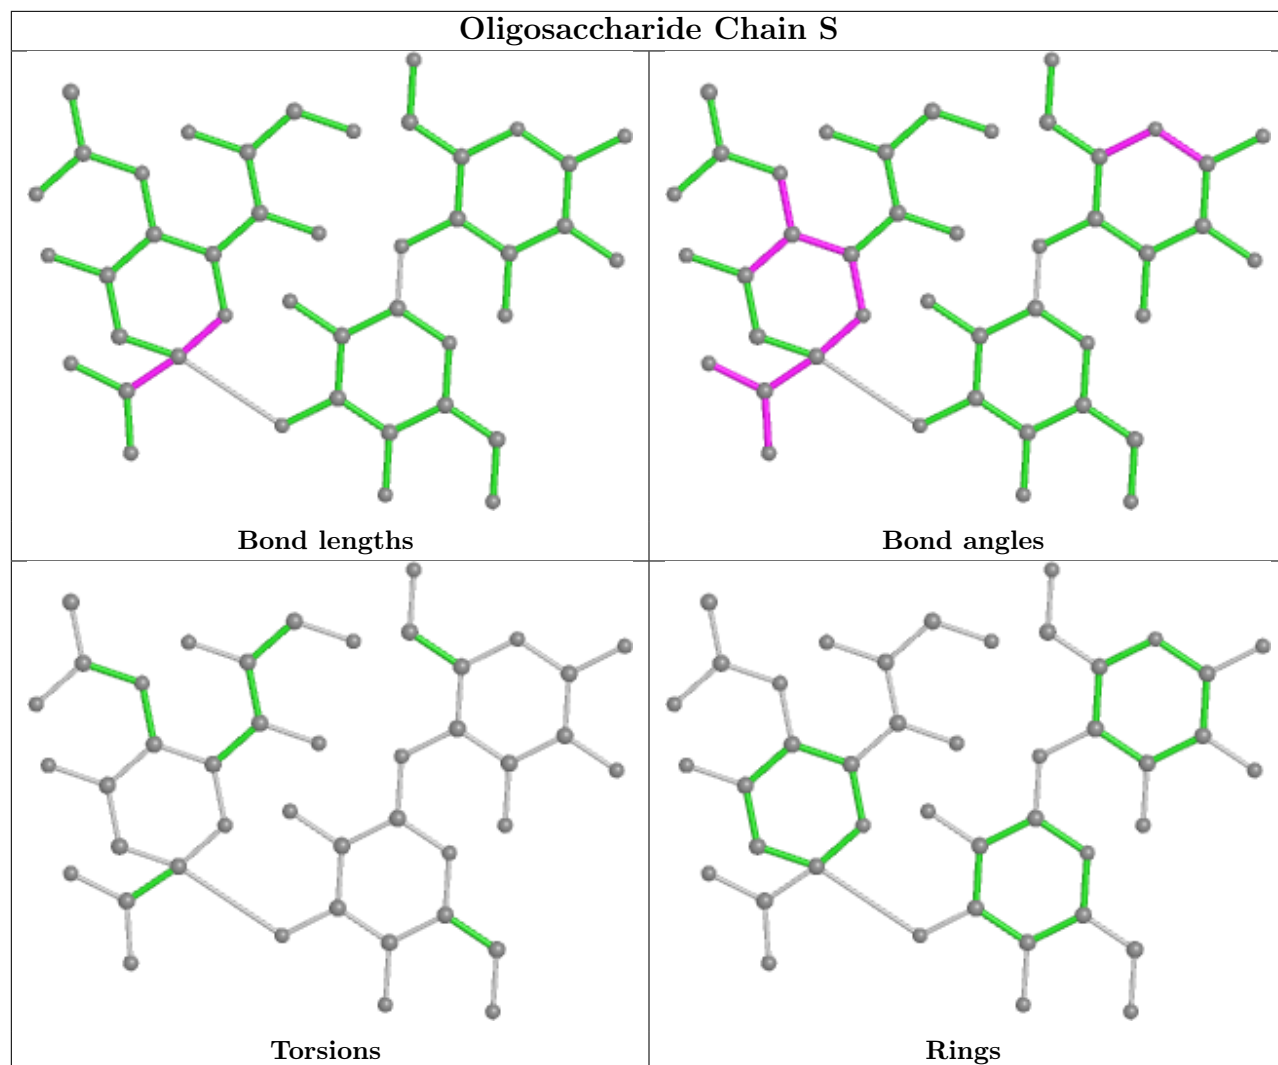 Oligosaccharide Chain S
Bond lengths
Bond angles
Torsions
Rings